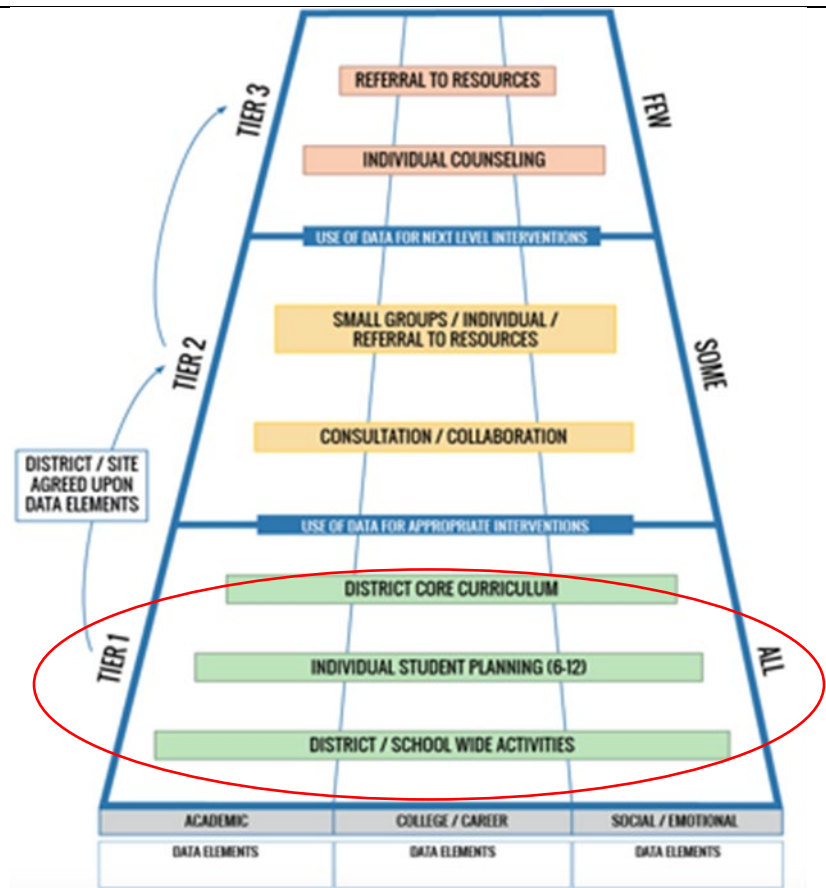 REFERRAL TO RESOURCES
TIER 3
FEW
INDIVIDUAL COUNSELING
USE OF DATA FOR NEXT LEVEL INTERVENTIONS
SMALL GROUPS / INDIVIDUAL /
REFERRAL TO RESOURCES
TIER 2
SOME
CONSULTATION / COLLABORATION
DISTRICT / SITE
AGREED UPON
DATA ELEMENTS
USE OF DATA FOR APPROPRIATE INTERVENTIONS
DISTRICT CORE CURRICULUM
TIER 1
ALL
INDIVIDUAL STUDENT PLANNING (6-12)
DISTRICT / SCHOOL WIDE ACTIVITIES
ACADEMIC
COLLEGE / CAREER
SOCIAL / EMOTIONAL
DATA ELEMENTS
DATA ELEMENTS
DATA ELEMENTS